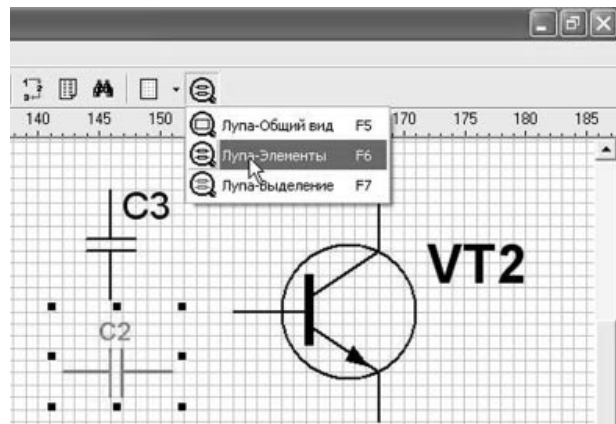 140 145 150 170 175 180 185
Лупа-Общий вид F5
Лупа-Элементы F6
Лупа-Выделение F7
C3
VT2
C2